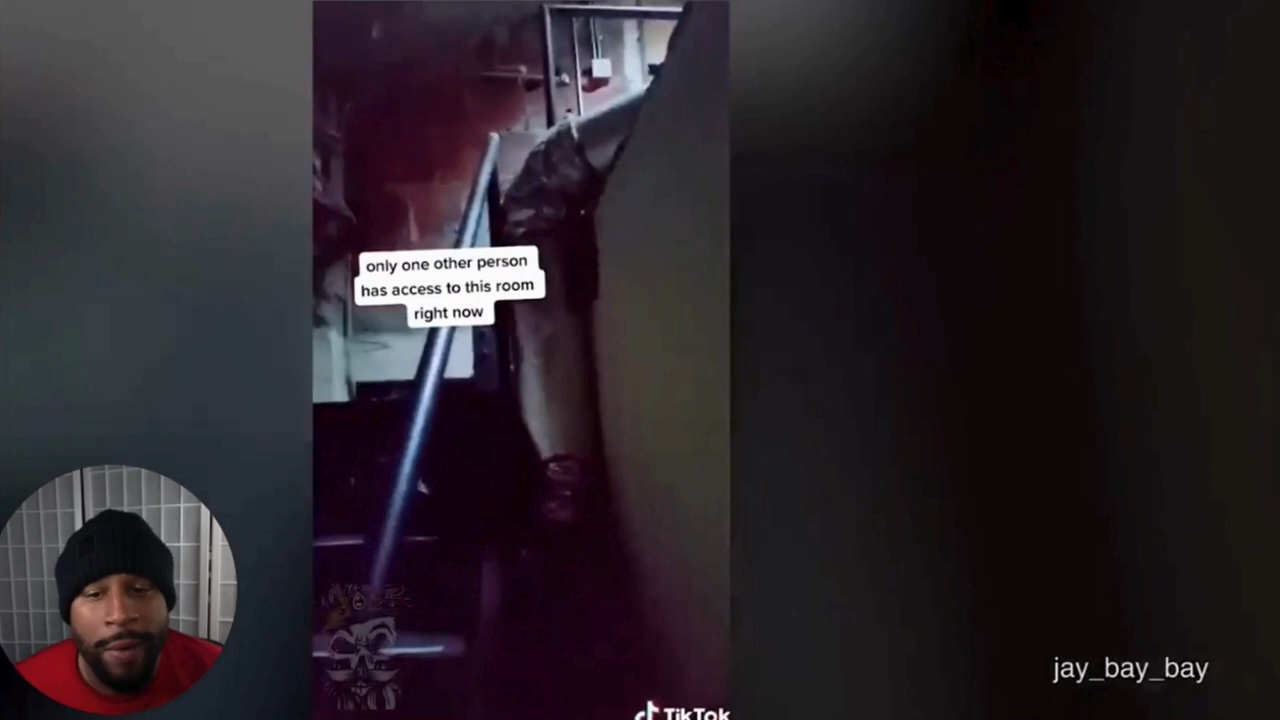 only one other person
has access to this room
right now
jay_bay_bay
TikTok